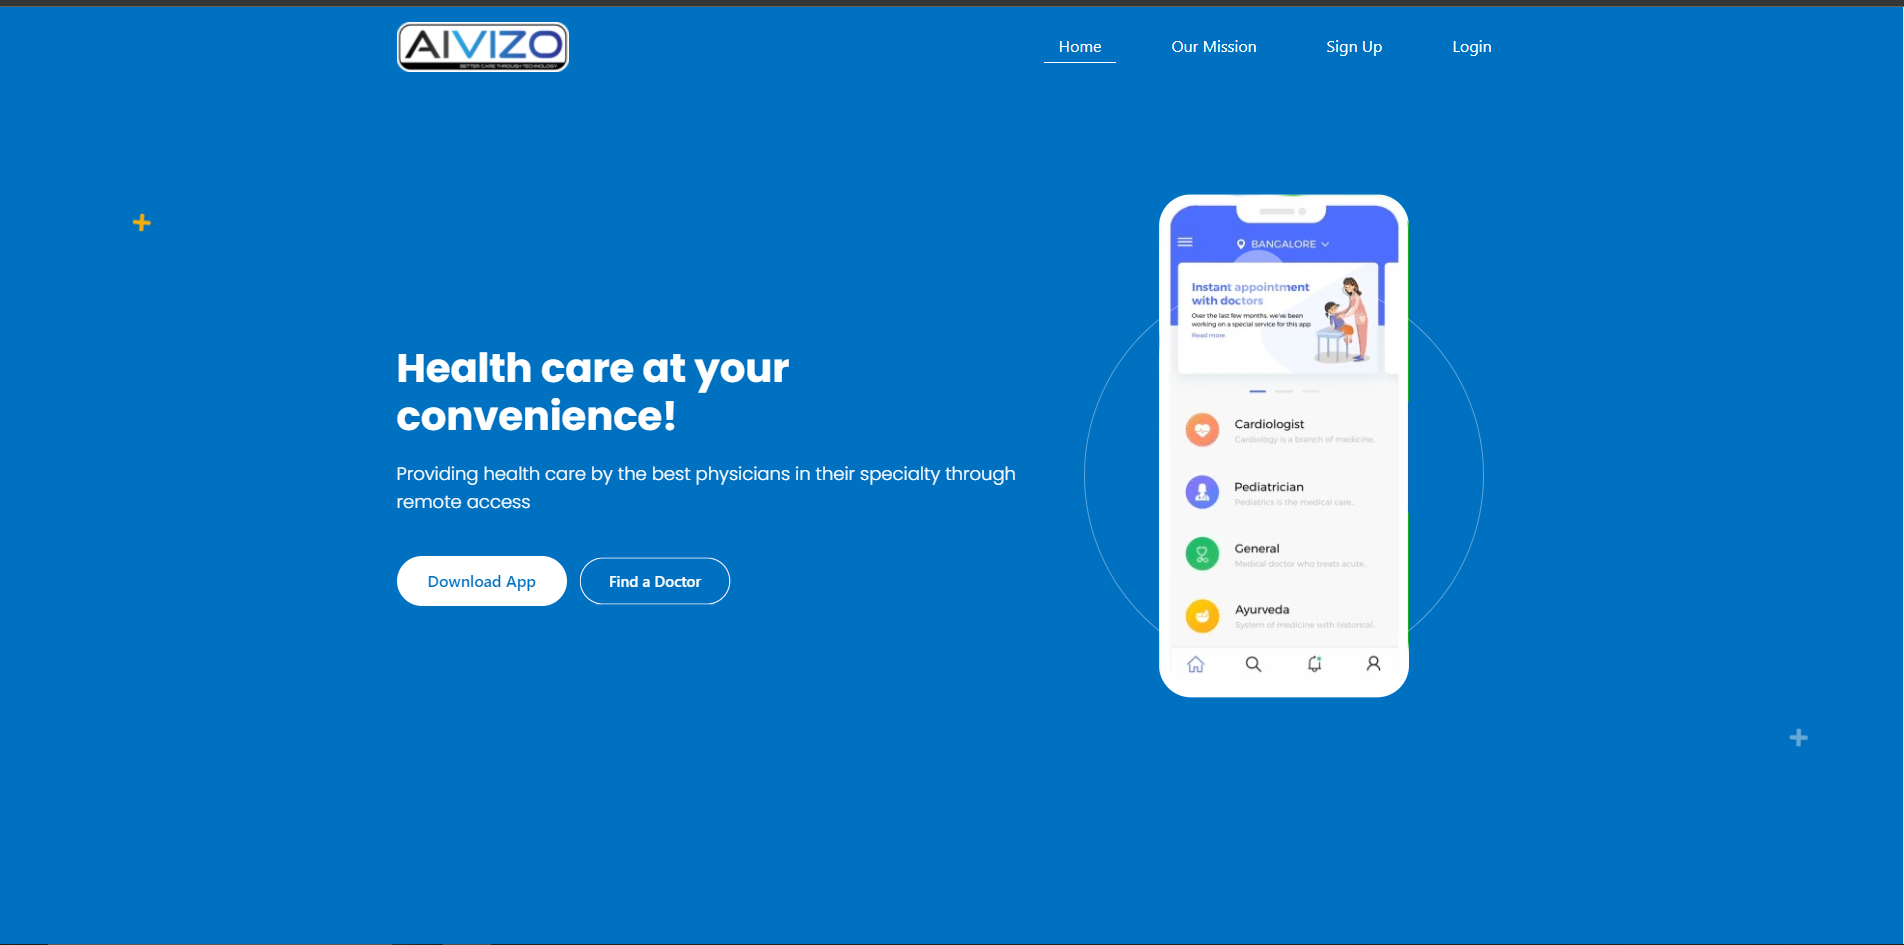 AIVIZO
BETTER CARE THROUGH TECHNOLOGY
Home
Our Mission
Sign Up
Login
Health care at your
convenience!
Providing health care by the best physicians in their specialty through
remote access
Download App
Find a Doctor
BANGALORE
Instant appointment
with doctors
Over the last few months, we've been
working on a special service for this app
Read more
Cardiologist
Cardiology is a branch of medicine..
Pediatrician
Pediatrics is the medical care..
General
Medical doctor who treats acute..
Ayurveda
System of medicine with historical..